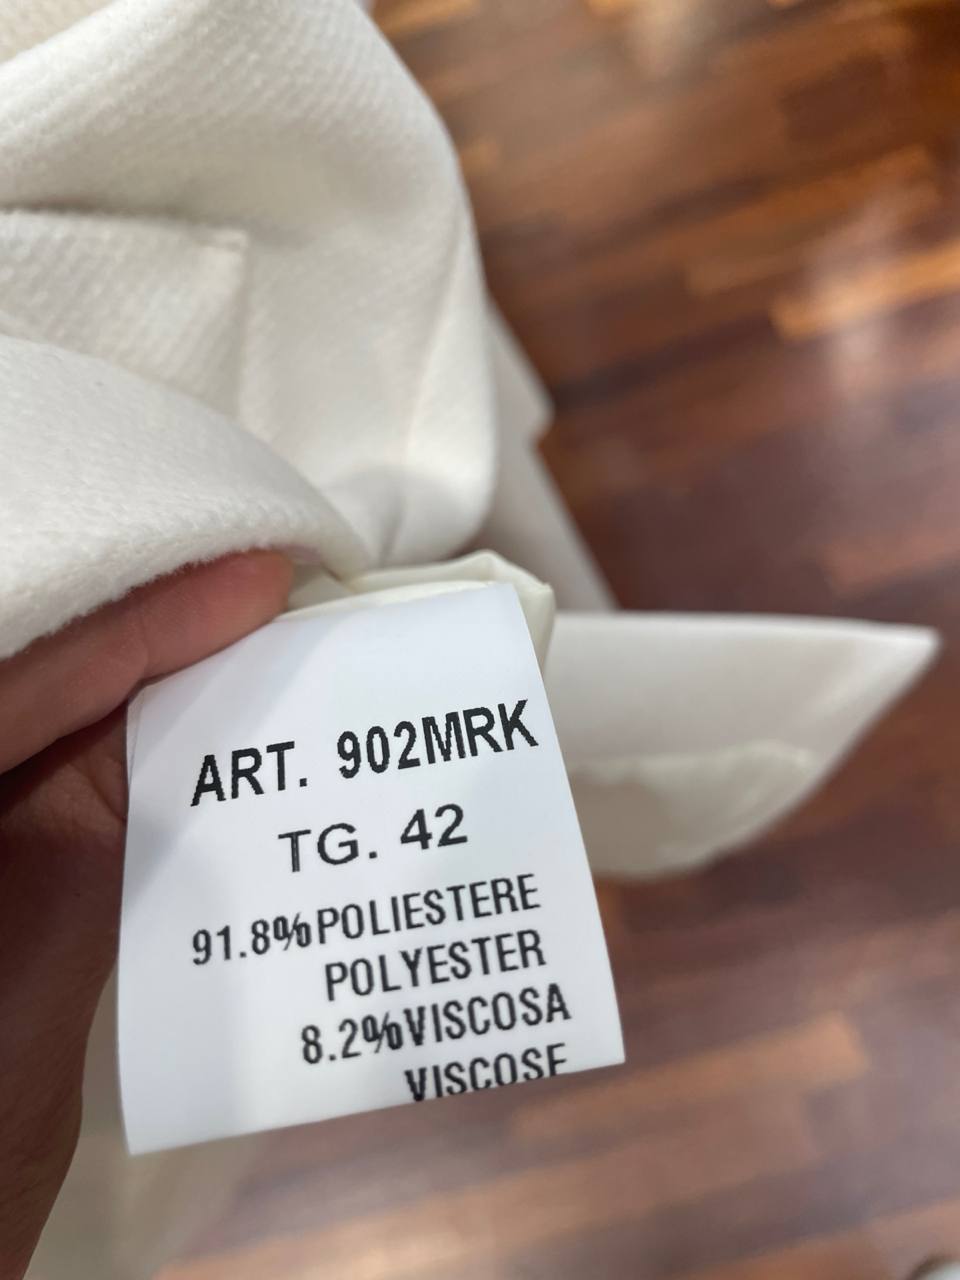 ART. 902MRK
TG. 42
91.8%POLIESTERE
POLYESTER
8.2%VISCOSA
VISCOSE